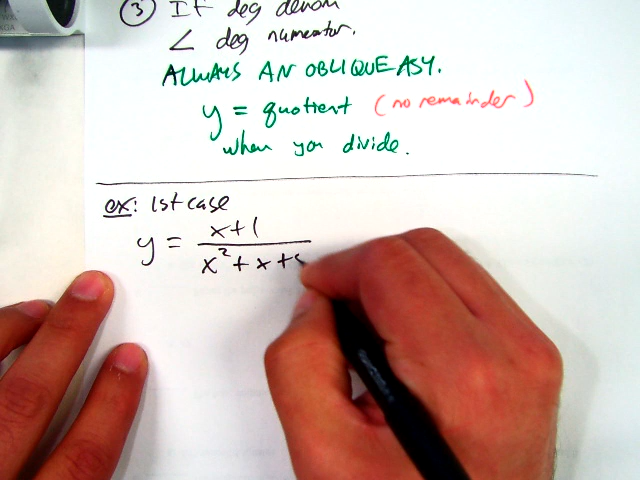 ③ If deg denom
< deg numerator.
ALWAYS AN OBLIQUE ASY.
y = quotient (no remainder)
when you divide.
ex: 1st case
y = x+1
x²+x+